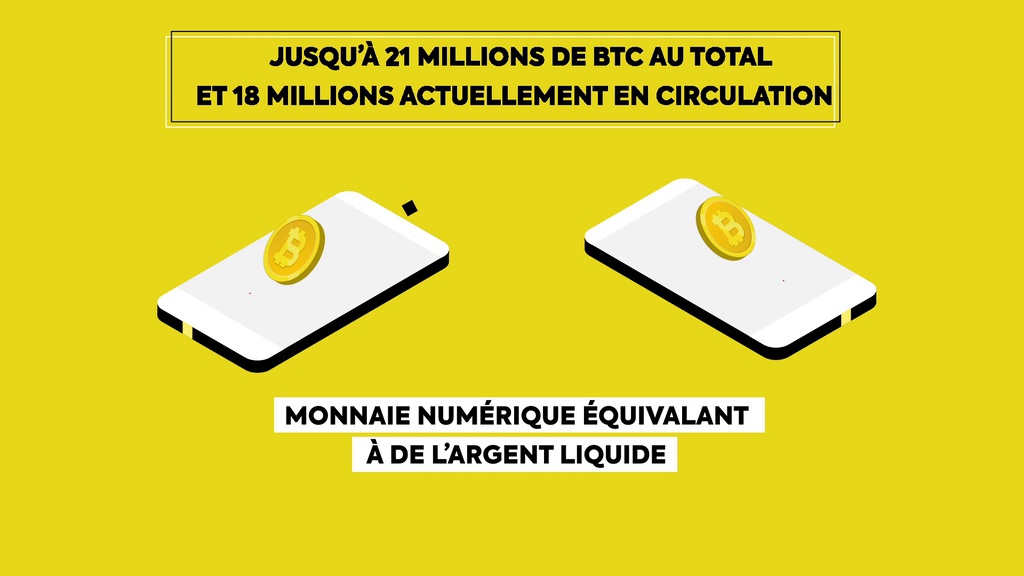 JUSQU’À 21 MILLIONS DE BTC AU TOTAL
ET 18 MILLIONS ACTUELLEMENT EN CIRCULATION
MONNAIE NUMÉRIQUE ÉQUIVALANT
À DE L’ARGENT LIQUIDE